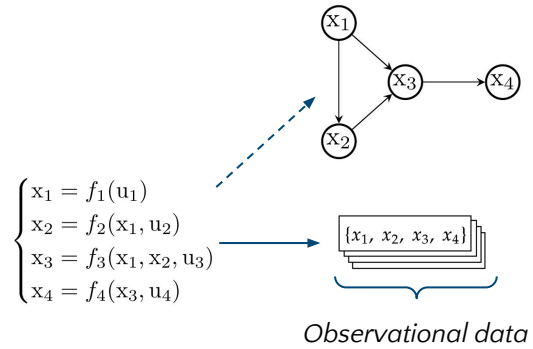 x₁
x₃
x₄
x₂
x₁ = f₁(u₁)
x₂ = f₂(x₁, u₂)
x₃ = f₃(x₁, x₂, u₃)
x₄ = f₄(x₃, u₄)
{x₁, x₂, x₃, x₄}
Observational data